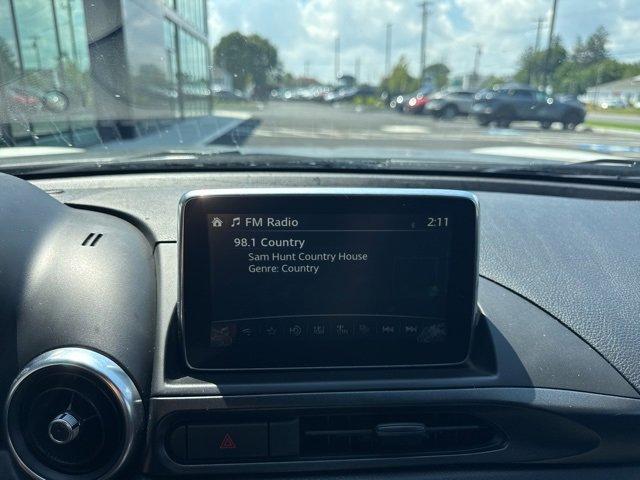 FM Radio 2:11
98.1 Country
Sam Hunt Country House
Genre: Country